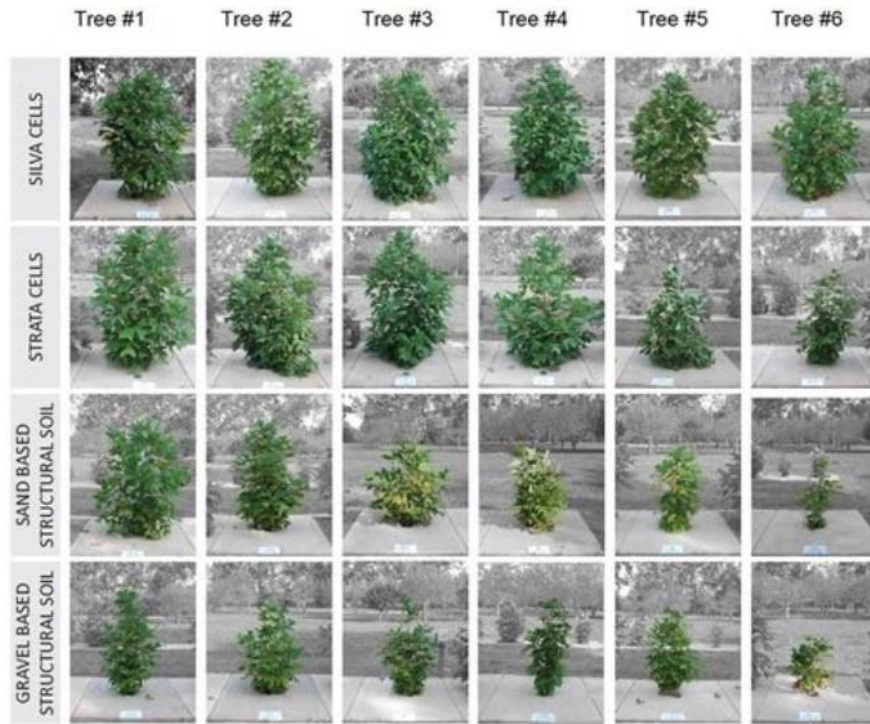 Tree #1 Tree #2 Tree #3 Tree #4 Tree #5 Tree #6
SILVA CELLS
STRATA CELLS
SAND BASED
STRUCTURAL SOIL
GRAVEL BASED
STRUCTURAL SOIL